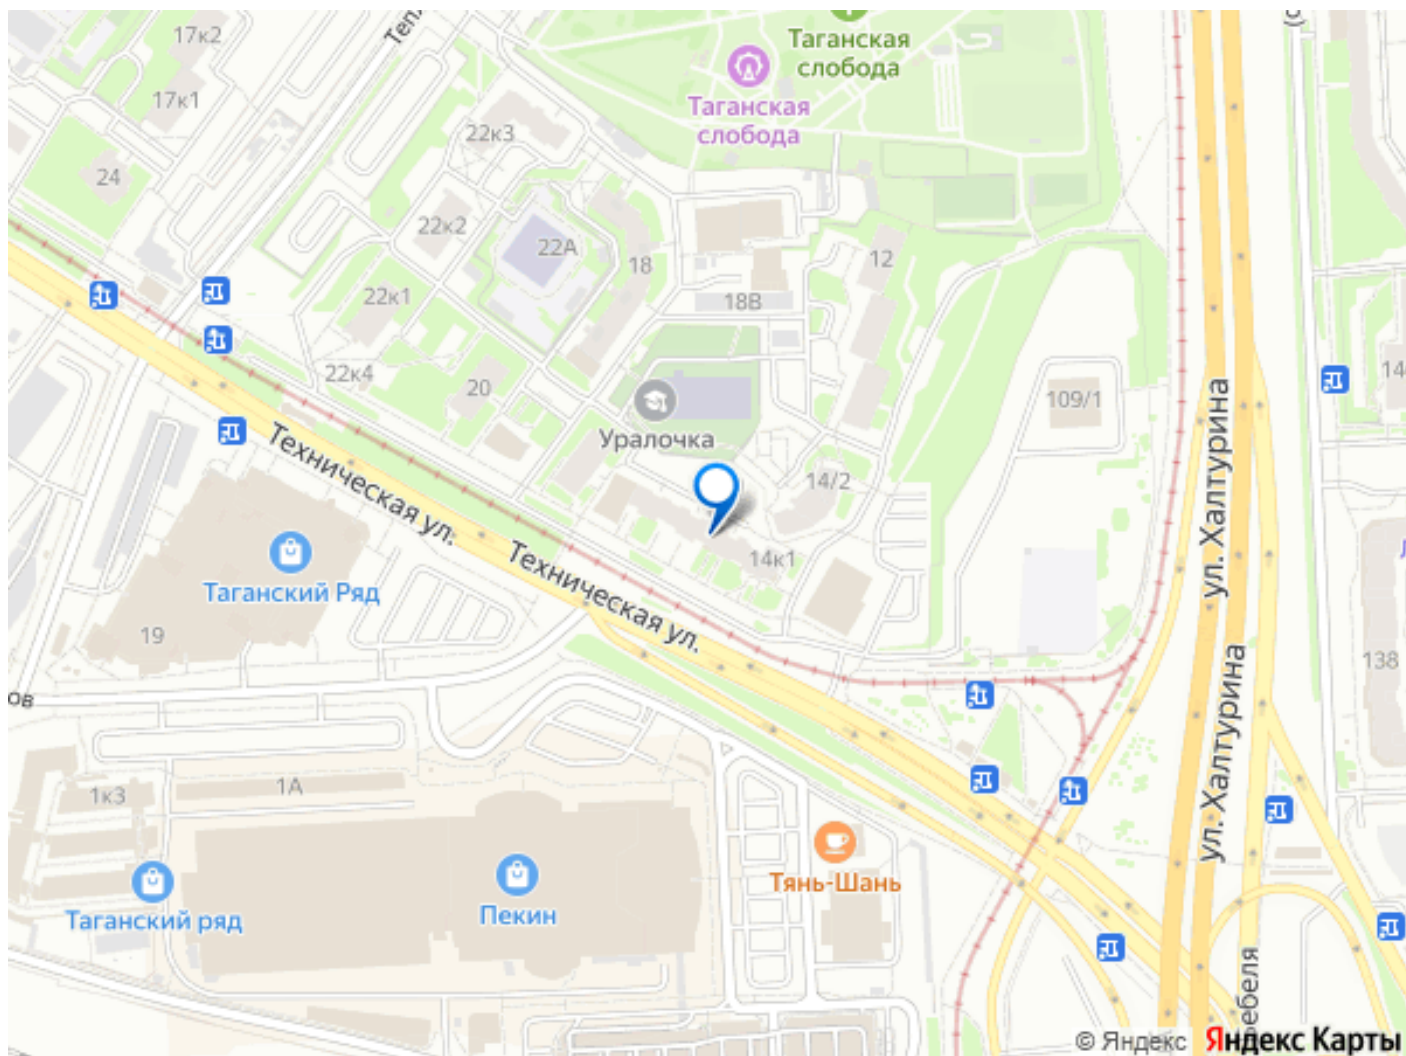 17к2
17к1
24
22к3
22к2
22А
22к1
22к4
20
18
18В
12
14/2
14к1
109/1
138
19
1к3
1А
Таганская
слобода
Таганская
слобода
Уралочка
Техническая ул.
Техническая ул.
ул. Халтурина
ул. Халтурина
Таганский Ряд
Таганский ряд
Пекин
Тянь-Шань
© Яндекс Яндекс Карты